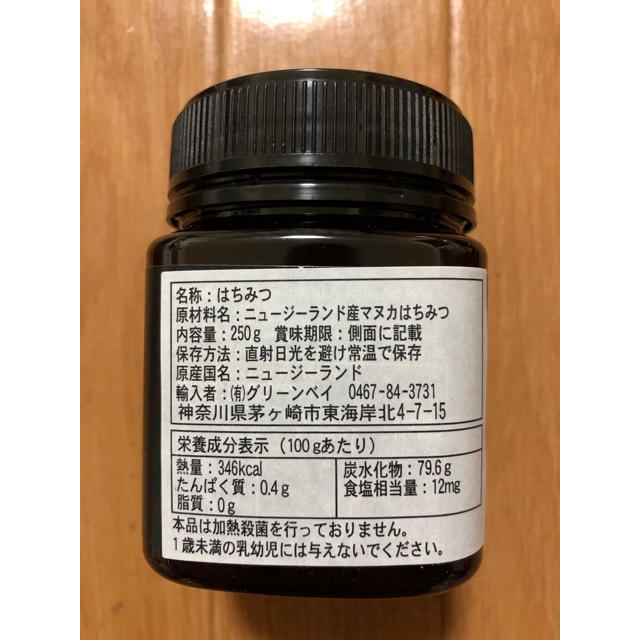 名称：はちみつ
原材料名：ニュージーランド産マヌカはちみつ
内容量：250g　賞味期限：側面に記載
保存方法：直射日光を避け常温で保存
原産国名：ニュージーランド
輸入者：㈲グリーンベイ　0467-84-3731
神奈川県茅ヶ崎市東海岸北4-7-15
栄養成分表示（100gあたり）
熱量：346kcal
たんぱく質：0.4g
脂質：0g
炭水化物：79.6g
食塩相当量：12mg
本品は加熱殺菌を行っておりません。
1歳未満の乳幼児には与えないでください。